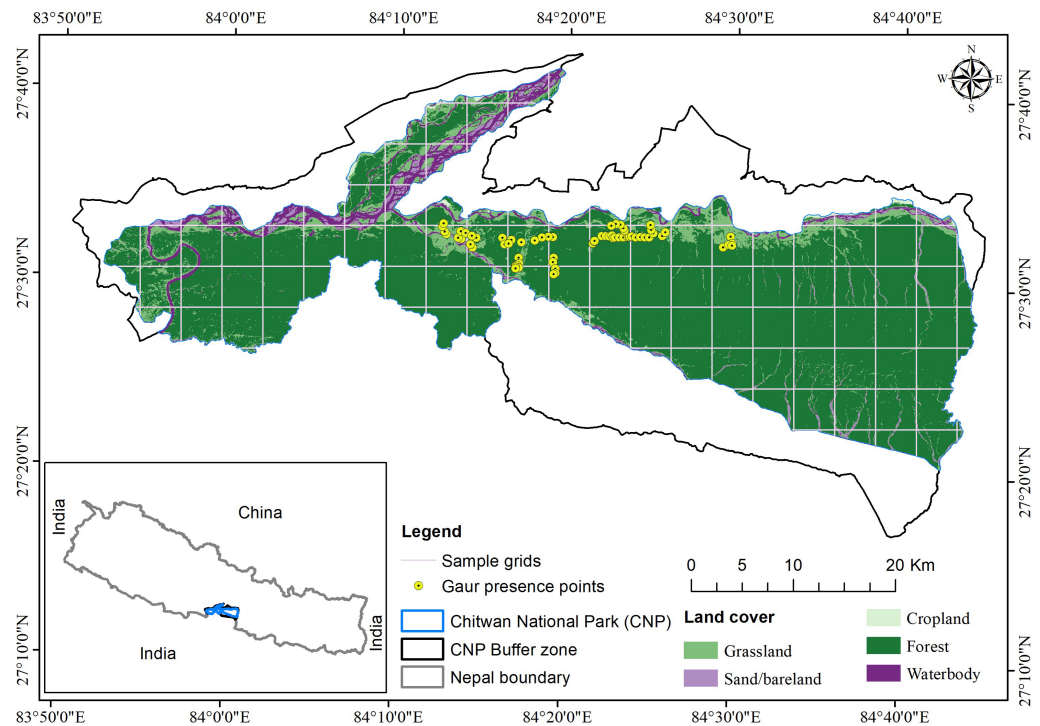 83°50'0"E 84°0'0"E 84°10'0"E 84°20'0"E 84°30'0"E 84°40'0"E
N
W E
S
27°40'0"N
27°40'0"N
27°30'0"N
27°30'0"N
27°20'0"N
27°20'0"N
27°10'0"N
27°10'0"N
India
China
India
India
Legend
Sample grids
Gaur presence points
Chitwan National Park (CNP)
CNP Buffer zone
Nepal boundary
0 5 10 20 Km
Land cover
Grassland
Sand/bareland
Cropland
Forest
Waterbody
83°50'0"E 84°0'0"E 84°10'0"E 84°20'0"E 84°30'0"E 84°40'0"E